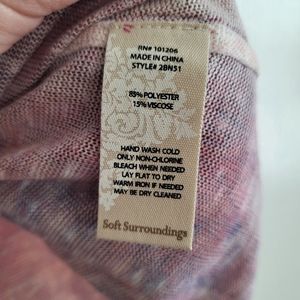 RN# 101206
MADE IN CHINA
STYLE# 2BN51
85% POLYESTER
15% VISCOSE
HAND WASH COLD
ONLY NON-CHLORINE
BLEACH WHEN NEEDED
LAY FLAT TO DRY
WARM IRON IF NEEDED
MAY BE DRY CLEANED
Soft Surroundings